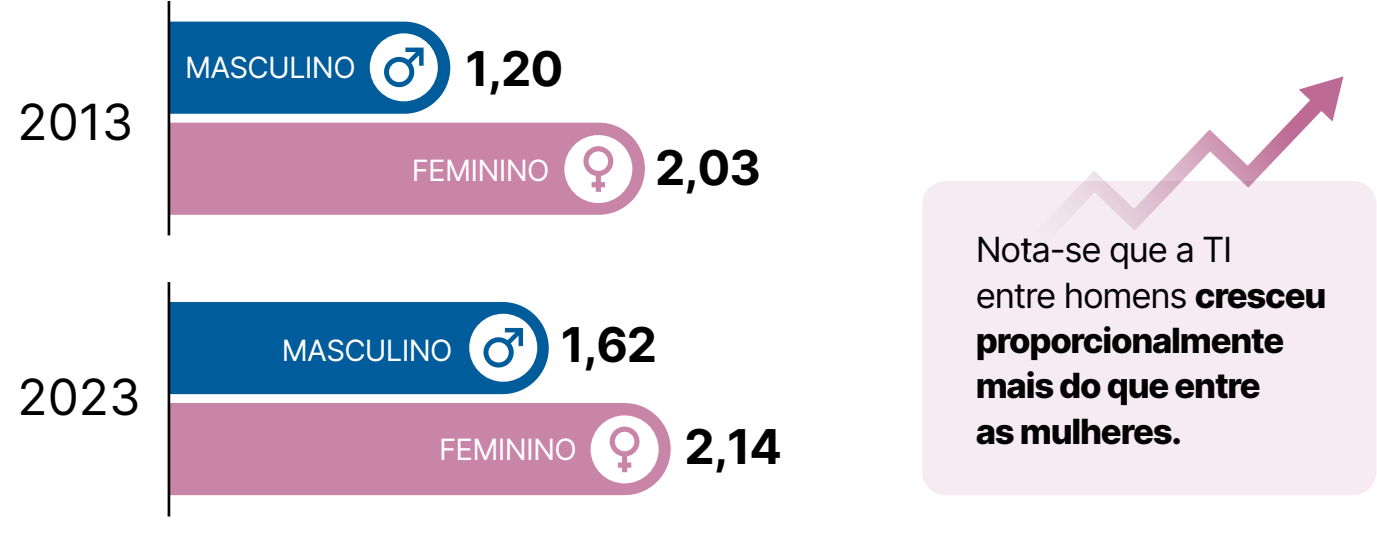 2013
MASCULINO 1,20
FEMININO 2,03
2023
MASCULINO 1,62
FEMININO 2,14
Nota-se que a TI
entre homens cresceu
proporcionalmente
mais do que entre
as mulheres.